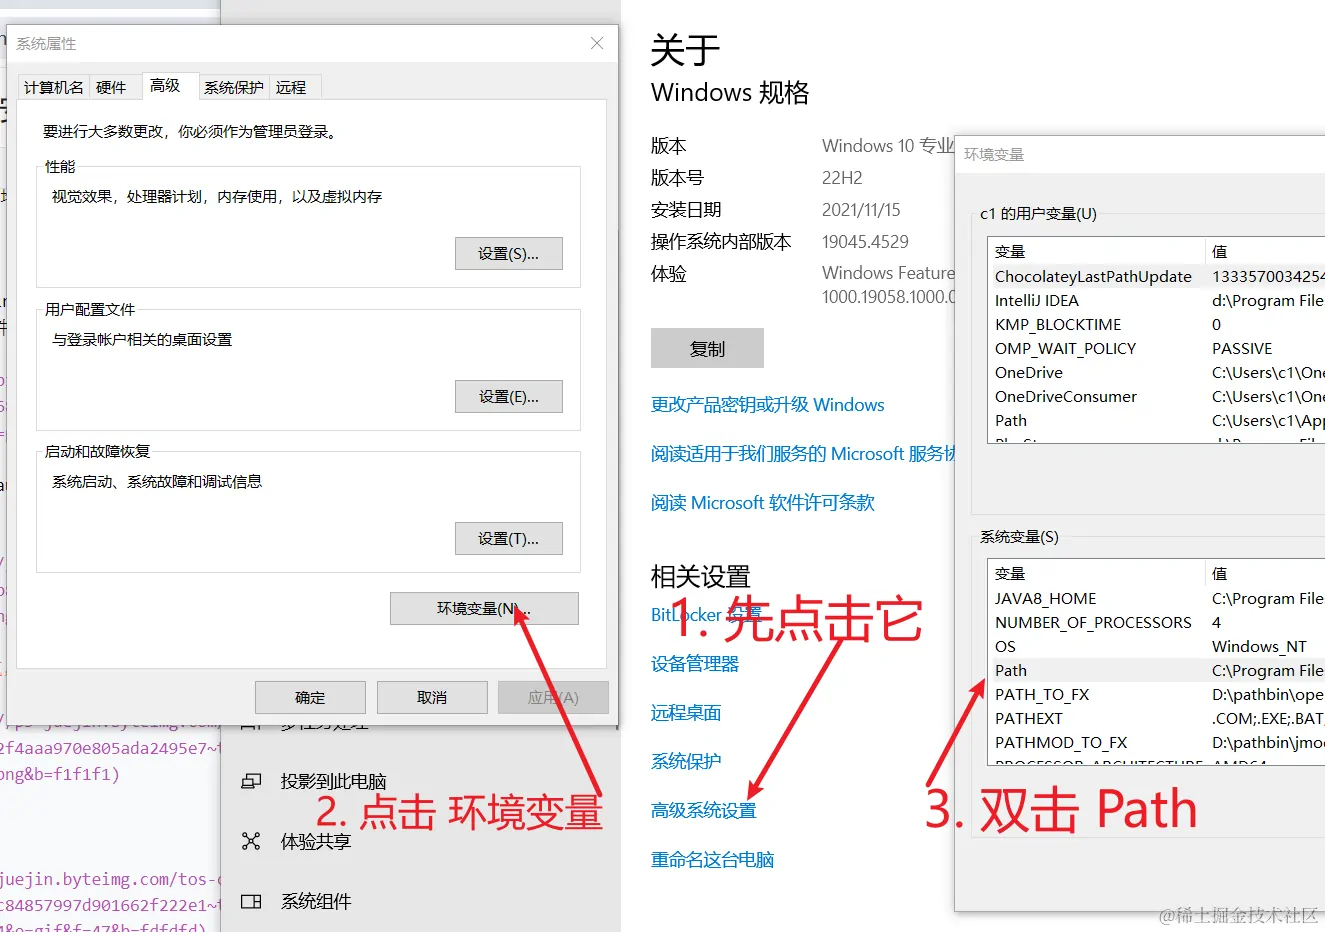 系统属性
计算机名 硬件 高级 系统保护 远程
要进行大多数更改，你必须作为管理员登录。
性能
视觉效果，处理器计划，内存使用，以及虚拟内存
设置(S)...
用户配置文件
与登录帐户相关的桌面设置
设置(E)...
启动和故障恢复
系统启动、系统故障和调试信息
设置(T)...
环境变量(N)...
确定 取消 应用(A)
2f4aaa970e805ada2495e7~t
png&b=f1f1f1)
juejin.byteimg.com/tos-c
c84857997d901662f222e1~t
投影到此电脑
2. 点击 环境变量
体验共享
系统组件
关于
Windows 规格
版本 Windows 10 专业
版本号 22H2
安装日期 2021/11/15
操作系统内部版本 19045.4529
体验 Windows Feature
1000.19058.1000.0
复制
更改产品密钥或升级 Windows
阅读适用于我们服务的 Microsoft 服务协
阅读 Microsoft 软件许可条款
相关设置
BitLocker 设置
1. 先点击它
设备管理器
远程桌面
系统保护
高级系统设置
重命名这台电脑
环境变量
c1 的用户变量(U)
变量 值
ChocolateyLastPathUpdate 1333570034254
IntelliJ IDEA d:\Program File
KMP_BLOCKTIME 0
OMP_WAIT_POLICY PASSIVE
OneDrive C:\Users\c1\One
OneDriveConsumer C:\Users\c1\One
Path C:\Users\c1\App
系统变量(S)
变量 值
JAVA8_HOME C:\Program File
NUMBER_OF_PROCESSORS 4
OS Windows_NT
Path C:\Program File
PATH_TO_FX D:\pathbin\ope
PATHEXT .COM;.EXE;.BAT
PATHMOD_TO_FX D:\pathbin\jmo
PROCESSOR_ARCHITECTURE AMD64
3. 双击 Path
@稀土掘金技术社区